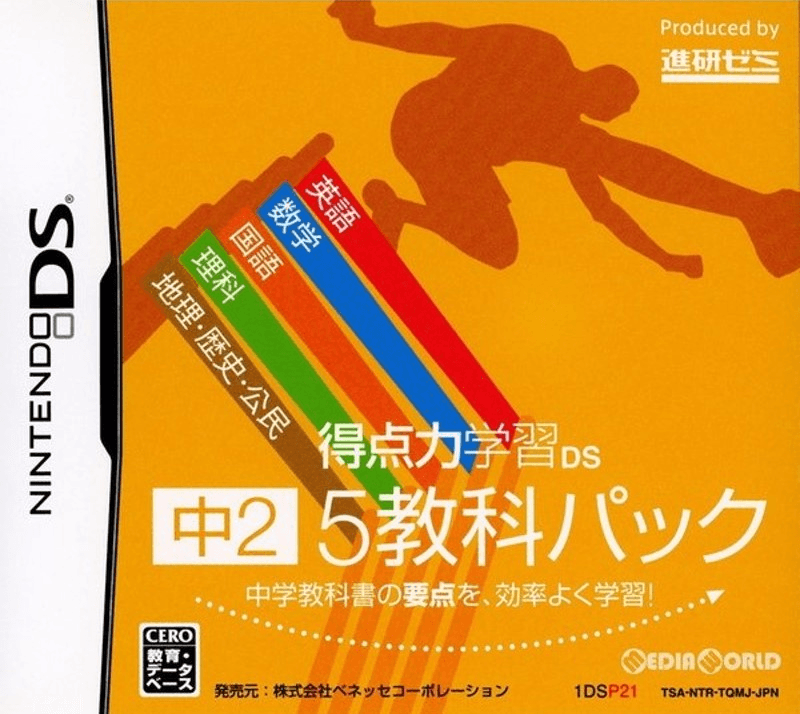 Produced by
進研ゼミ
NINTENDO DS®
英語
数学
国語
理科
地理・歴史・公民
得点力学習DS
中2 5教科パック
中学教科書の要点を、効率よく学習!
CERO
教育・
データ
ベース
発売元：株式会社ベネッセコーポレーション
1DSP21
TSA-NTR-TQMJ-JPN
MEDIAWORLD